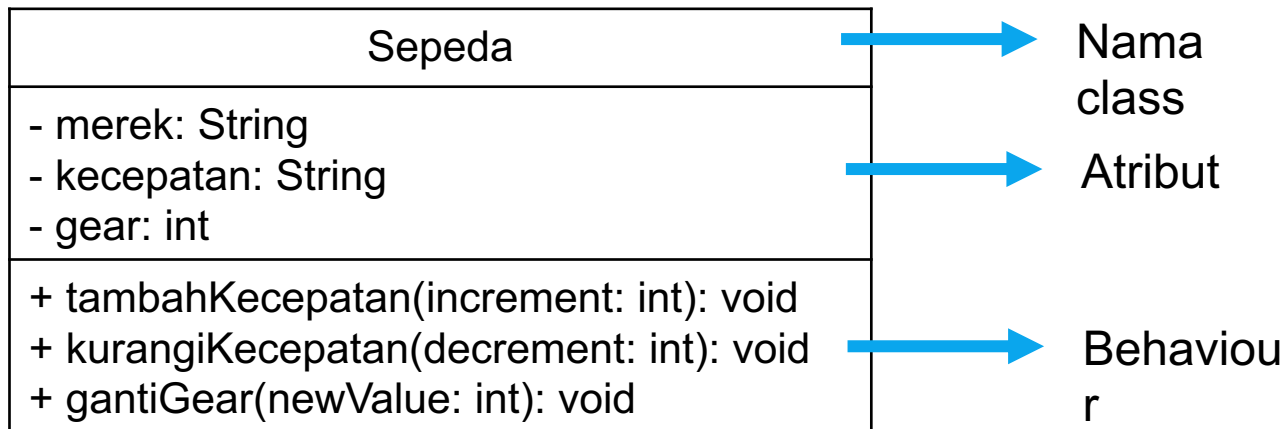 Sepeda
- merek: String
- kecepatan: String
- gear: int
+ tambahKecepatan(increment: int): void
+ kurangiKecepatan(decrement: int): void
+ gantiGear(newValue: int): void
Nama
class
Atribut
Behaviou
r